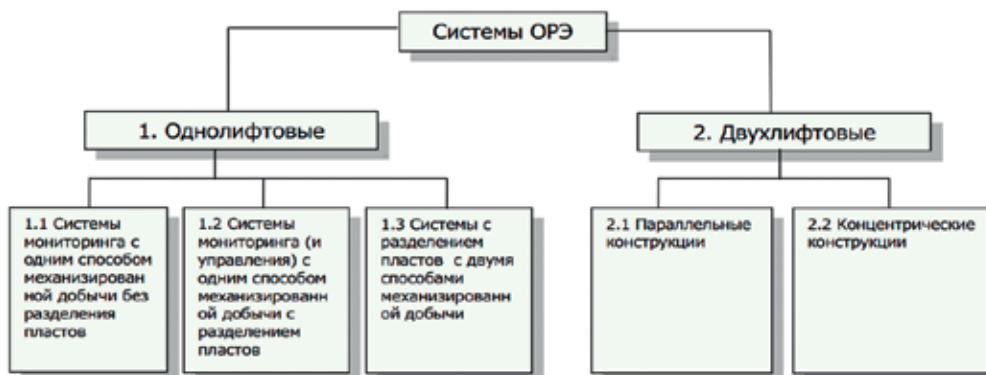 Системы ОРЭ
1. Однолифтовые
2. Двухлифтовые
1.1 Системы
мониторинга с
одним способом
механизирован
ной добычи без
разделения
пластов
1.2 Системы
мониторинга (и
управления) с
одним способом
механизированн
ой добычи с
разделением
пластов
1.3 Системы с
разделением
пластов с двумя
способами
механизированн
ой добычи
2.1 Параллельные
конструкции
2.2 Концентрические
конструкции